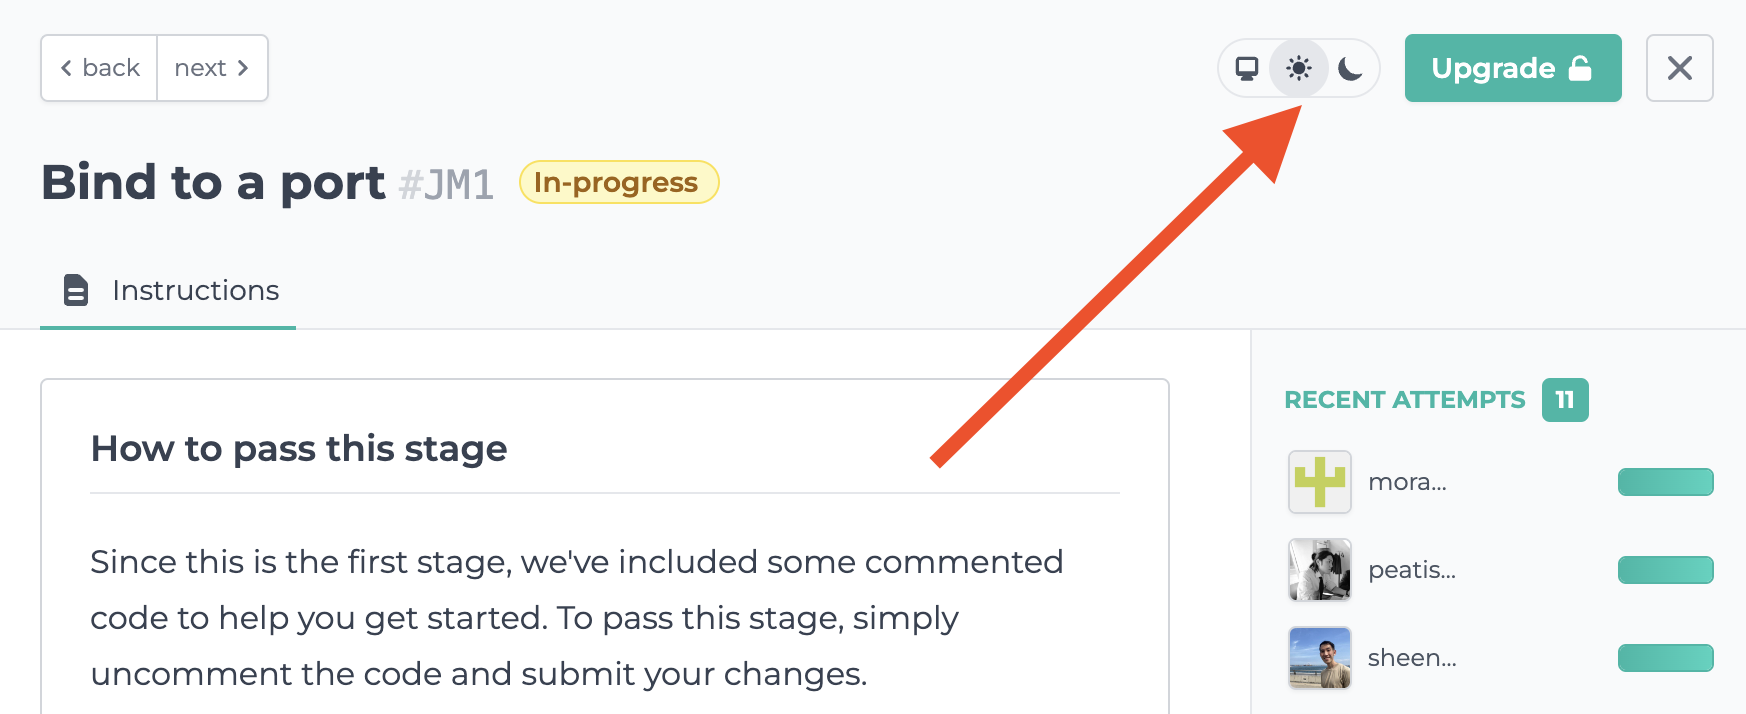 back next
Upgrade
Bind to a port #JM1 In-progress
Instructions
RECENT ATTEMPTS 11
How to pass this stage
mora...
Since this is the first stage, we've included some commented
peatis...
code to help you get started. To pass this stage, simply
sheen...
uncomment the code and submit your changes.